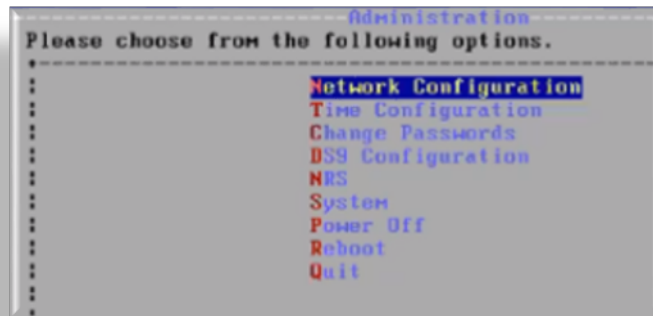 Administration
Please choose from the following options.
Network Configuration
Time Configuration
Change Passwords
DS9 Configuration
NRS
System
Power Off
Reboot
Quit